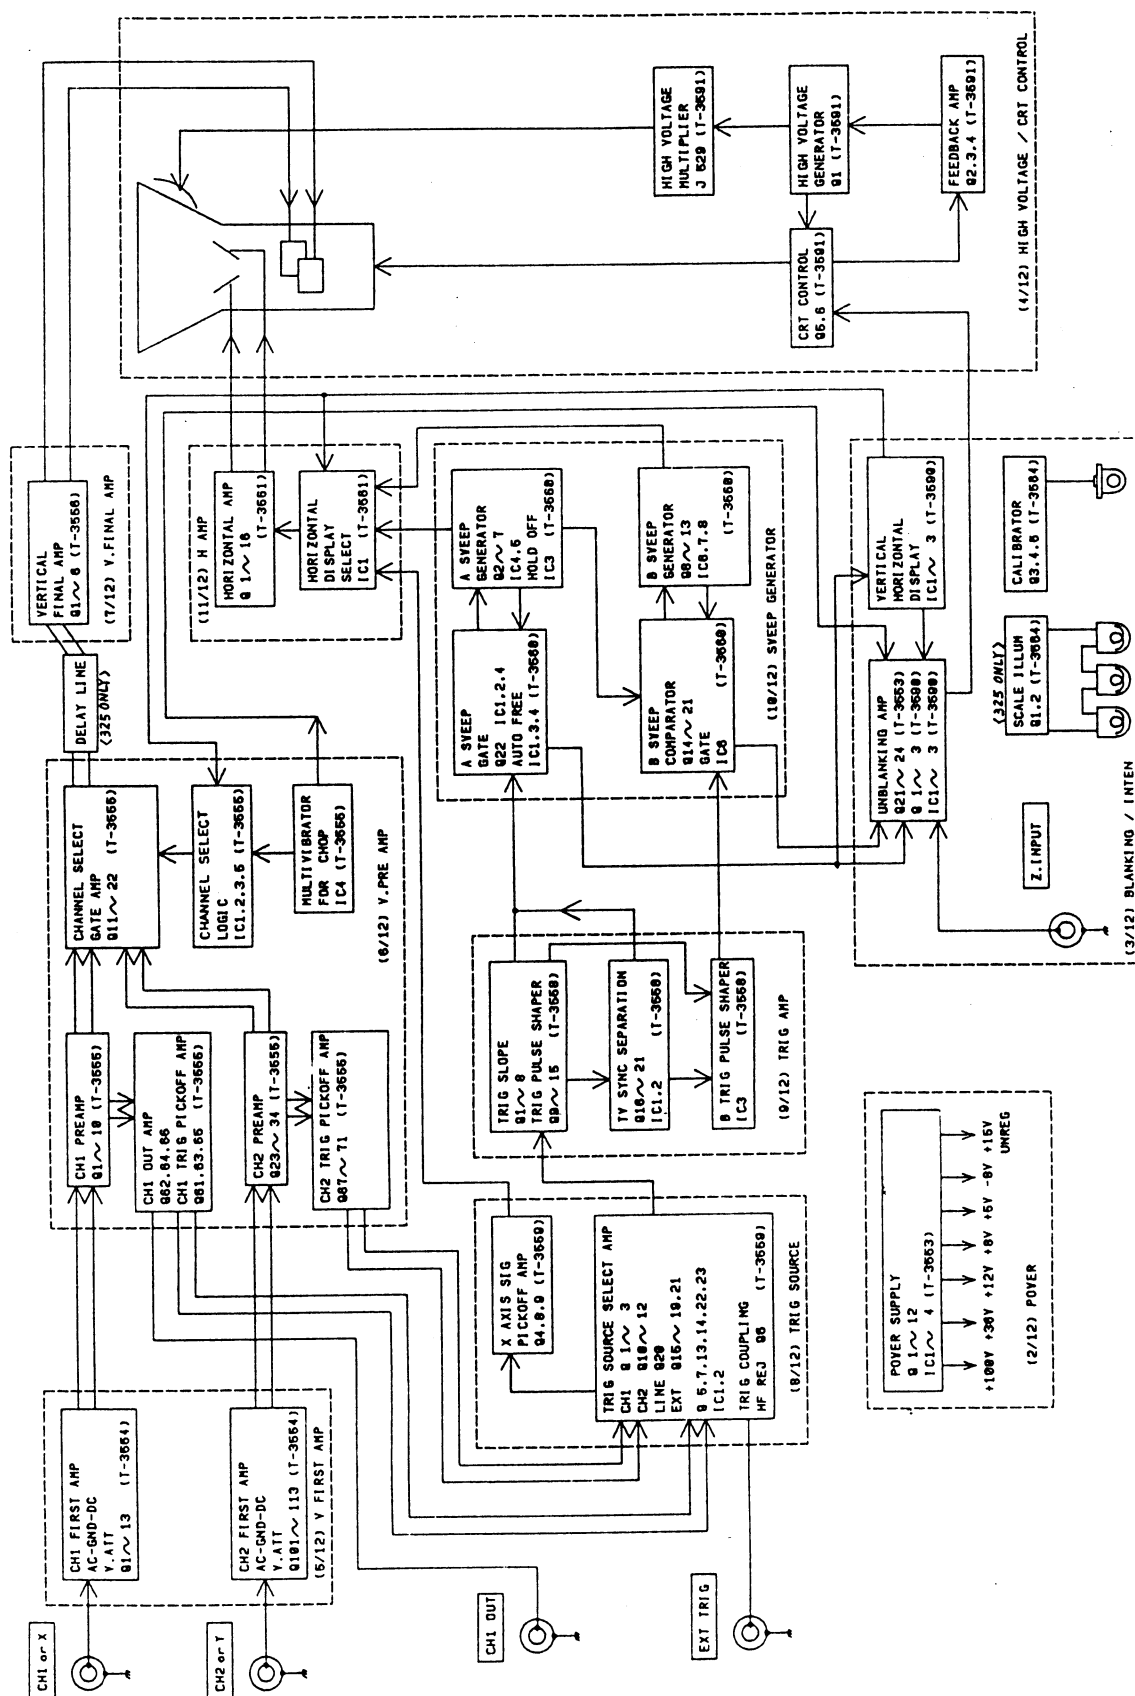 CH1 or X
CH2 or Y
CH1 OUT
EXT TRIG
CH1 FIRST AMP
AC-GND-DC
V.ATT
Q1~13 (T-3554)
CH2 FIRST AMP
AC-GND-DC
V.ATT
Q101~113 (T-3554)
(5/12) V FIRST AMP
CH1 PREAMP
Q1~10 (T-3555)
CH1 OUT AMP
Q62.64.66
CH1 TRIG PICKOFF AMP
Q61.63.65 (T-3555)
CH2 PREAMP
Q23~34 (T-3555)
CH2 TRIG PICKOFF AMP
Q67~71 (T-3555)
CHANNEL SELECT
GATE AMP
Q11~22 (T-3555)
CHANNEL SELECT
LOGIC
IC1.2.3.5 (T-3555)
MULTIVIBRATOR
FOR CHOP
IC4 (T-3555)
(6/12) V.PRE AMP
DELAY LINE
(325 ONLY)
VERTICAL
FINAL AMP
Q1~6 (T-3556)
(7/12) V.FINAL AMP
X AXIS SIG
PICKOFF AMP
Q4.8.9 (T-3559)
TRIG SOURCE SELECT AMP
CH1 Q 1~ 3
CH2 Q10~12
LINE Q20
EXT Q15~19.21
Q 5.7.13.14.22.23
IC1.2
TRIG COUPLING
HF REJ Q6 (T-3559)
(8/12) TRIG SOURCE
TRIG SLOPE
Q1~8
TRIG PULSE SHAPER
Q9~15 (T-3558)
TV SYNC SEPARATION
Q16~21
IC1.2 (T-3558)
B TRIG PULSE SHAPER
IC3 (T-3558)
(9/12) TRIG AMP
A SWEEP
GATE
Q22 IC1.2.4
AUTO FREE
IC1.3.4 (T-3560)
A SWEEP
GENERATOR
Q2~7
IC4.5
HOLD OFF
IC3 (T-3560)
B SWEEP
COMPARATOR
Q14~21
GATE
IC6 (T-3560)
B SWEEP
GENERATOR
Q8~13
IC6.7.8
(T-3560)
(10/12) SWEEP GENERATOR
HORIZONTAL AMP
Q 1~16
(T-3561)
HORIZONTAL
DISPLAY
SELECT
IC1 (T-3561)
(11/12) H AMP
HIGH VOLTAGE
MULTIPLIER
J 529 (T-3591)
HIGH VOLTAGE
GENERATOR
Q1 (T-3591)
FEEDBACK AMP
Q2.3.4 (T-3591)
CRT CONTROL
Q5.6 (T-3591)
(4/12) HIGH VOLTAGE / CRT CONTROL
UNBLANKING AMP
Q21~24 (T-3553)
Q 1~ 3 (T-3590)
IC1~ 3 (T-3590)
VERTICAL
HORIZONTAL
DISPLAY
IC1~ 3 (T-3590)
Z.INPUT
(325 ONLY)
SCALE ILLUM
Q1.2 (T-3564)
CALIBRATOR
Q3.4.5 (T-3564)
(3/12) BLANKING / INTEN
POWER SUPPLY
Q 1~12
IC1~ 4 (T-3553)
+100V +36V +12V +8V +5V -8V +15V
UNREG
(2/12) POWER